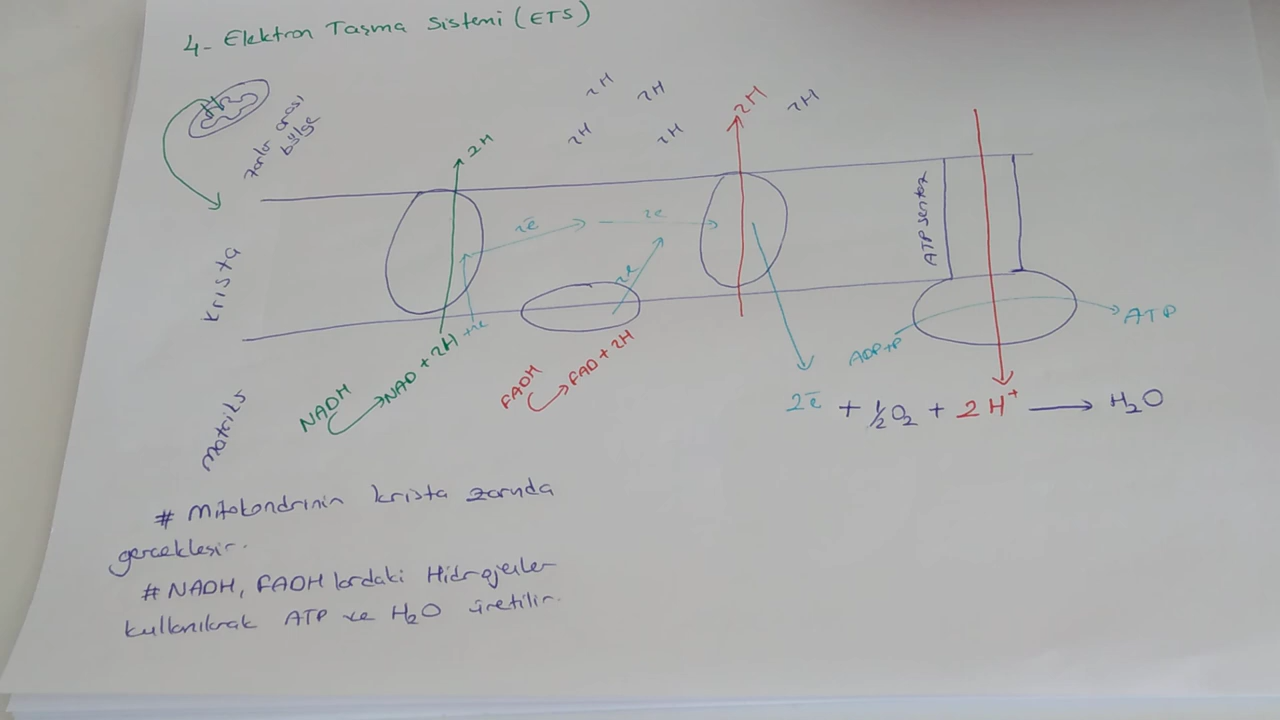 4- Elektron Taşıma Sistemi (ETS)
zarlar arası
bölge
2H
2H
2H
2H
2H
2H
2H
krista
2e̅
2e
2e
ATP sentaz
NADH
NAD + 2H
+2e
FADH
FAD + 2H
ADP+P
ATP
matriks
2e̅ + ½O₂ + 2H⁺ → H₂O
# Mitokondrinin krista zarında
gerçekleşir.
# NADH, FADH lardaki Hidrojenler
kullanılarak ATP ve H₂O üretilir.